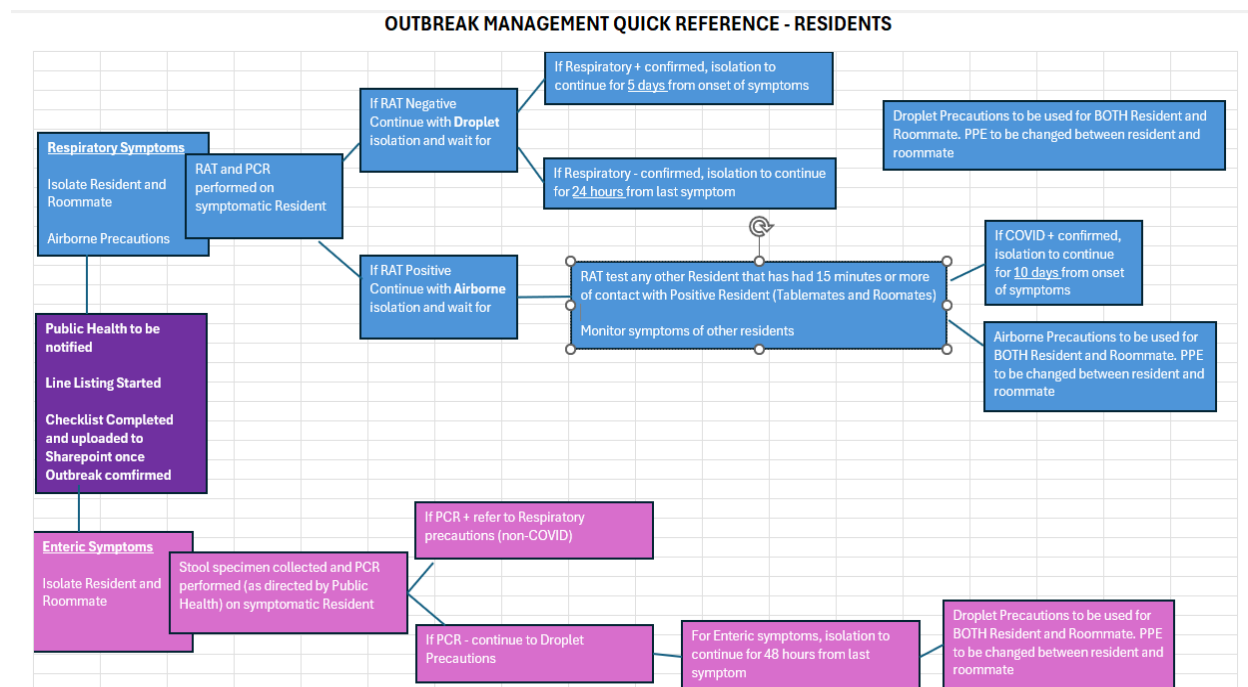 OUTBREAK MANAGEMENT QUICK REFERENCE - RESIDENTS
Respiratory Symptoms
Isolate Resident and
Roommate
Airborne Precautions
RAT and PCR
performed on
symptomatic Resident
If RAT Negative
Continue with Droplet
isolation and wait for
If Respiratory + confirmed, isolation to
continue for 5 days from onset of symptoms
If Respiratory - confirmed, isolation to continue
for 24 hours from last symptom
Droplet Precautions to be used for BOTH Resident and
Roommate. PPE to be changed between resident and
roommate
If RAT Positive
Continue with Airborne
isolation and wait for
RAT test any other Resident that has had 15 minutes or more
of contact with Positive Resident (Tablemates and Roomates)
Monitor symptoms of other residents
If COVID + confirmed,
isolation to continue
for 10 days from onset
of symptoms
Airborne Precautions to be used for
BOTH Resident and Roommate. PPE
to be changed between resident and
roommate
Public Health to be
notified
Line Listing Started
Checklist Completed
and uploaded to
Sharepoint once
Outbreak comfirmed
Enteric Symptoms
Isolate Resident and
Roommate
Stool specimen collected and PCR
performed (as directed by Public
Health) on symptomatic Resident
If PCR + refer to Respiratory
precautions (non-COVID)
If PCR - continue to Droplet
Precautions
For Enteric symptoms, isolation to
continue for 48 hours from last
symptom
Droplet Precautions to be used for
BOTH Resident and Roommate. PPE
to be changed between resident and
roommate